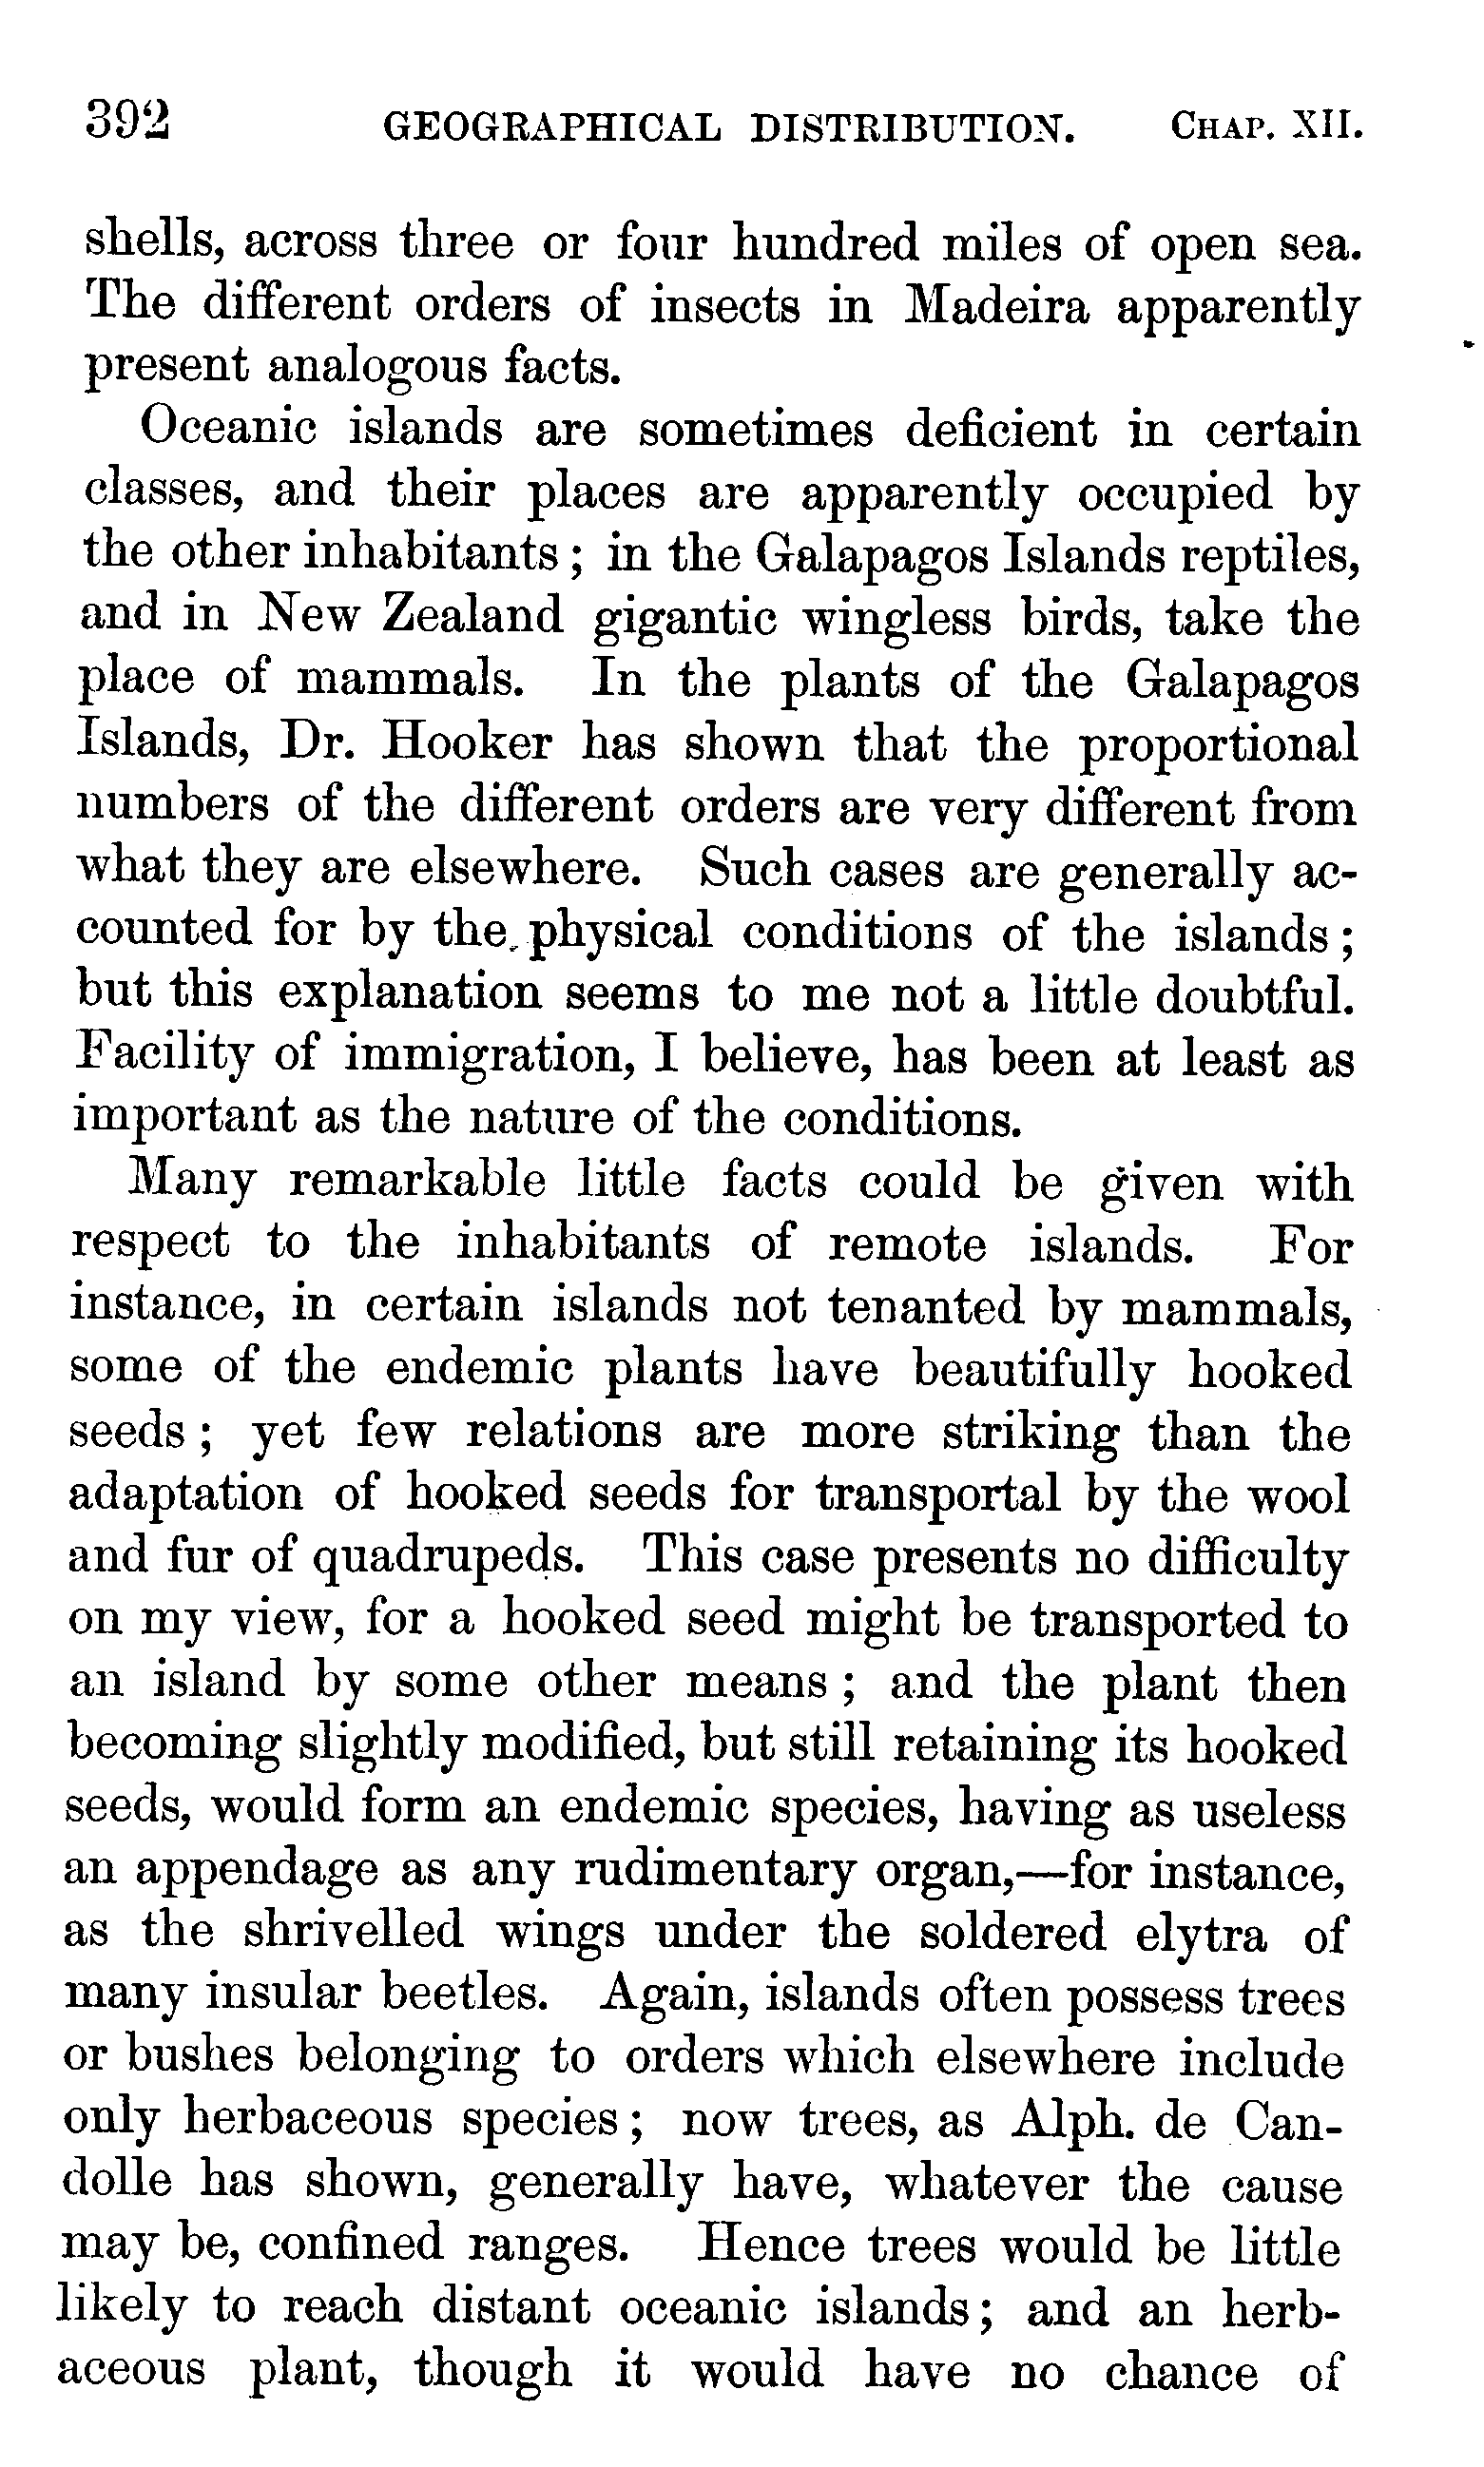 392 GEOGRAPHICAL DISTRIBUTION. CHAP. XII.
shells, across three or four hundred miles of open sea.
The different orders of insects in Madeira apparently
present analogous facts.
Oceanic islands are sometimes deficient in certain
classes, and their places are apparently occupied by
the other inhabitants; in the Galapagos Islands reptiles,
and in New Zealand gigantic wingless birds, take the
place of mammals. In the plants of the Galapagos
Islands, Dr. Hooker has shown that the proportional
numbers of the different orders are very different from
what they are elsewhere. Such cases are generally ac-
counted for by the physical conditions of the islands;
but this explanation seems to me not a little doubtful.
Facility of immigration, I believe, has been at least as
important as the nature of the conditions.
Many remarkable little facts could be given with
respect to the inhabitants of remote islands. For
instance, in certain islands not tenanted by mammals,
some of the endemic plants have beautifully hooked
seeds; yet few relations are more striking than the
adaptation of hooked seeds for transportal by the wool
and fur of quadrupeds. This case presents no difficulty
on my view, for a hooked seed might be transported to
an island by some other means; and the plant then
becoming slightly modified, but still retaining its hooked
seeds, would form an endemic species, having as useless
an appendage as any rudimentary organ,—for instance,
as the shrivelled wings under the soldered elytra of
many insular beetles. Again, islands often possess trees
or bushes belonging to orders which elsewhere include
only herbaceous species; now trees, as Alph. de Can-
dolle has shown, generally have, whatever the cause
may be, confined ranges. Hence trees would be little
likely to reach distant oceanic islands; and an herb-
aceous plant, though it would have no chance of